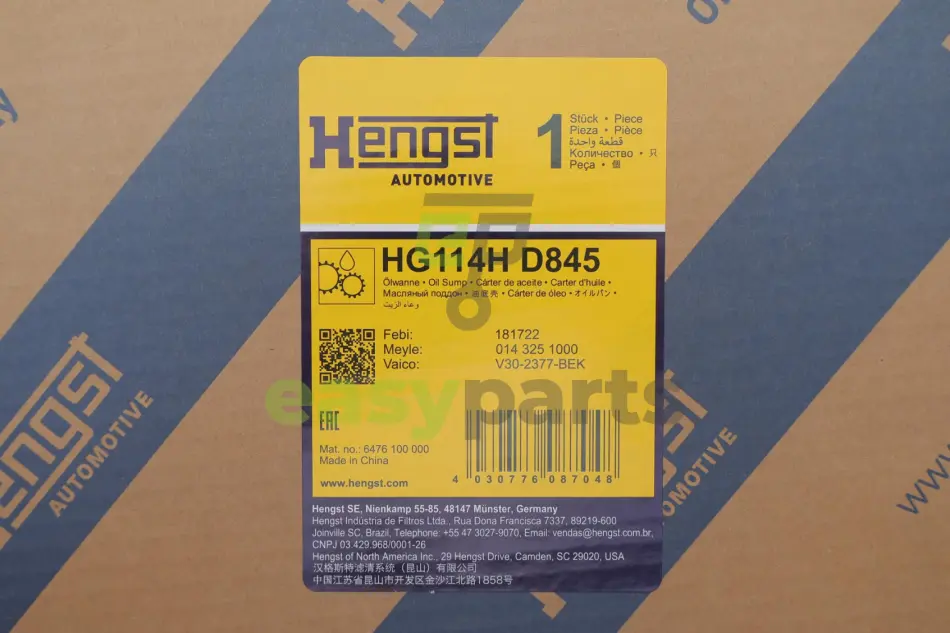 Hengst
AUTOMOTIVE
1
Stück • Piece
Pieza • Pièce
قطعة واحدة
Количество • 只
Peça • 個
HG114H D845
Ölwanne • Oil Sump • Cárter de aceite • Carter d'huile •
Масляный поддон • 油底壳 • Cárter de óleo • オイルパン •
وعاء الزيت
Febi: 181722
Meyle: 014 325 1000
Vaico: V30-2377-BEK
easyparts
EAC
Mat. no.: 6476 100 000
Made in China
www.hengst.com
4 030776 087048
Hengst SE, Nienkamp 55-85, 48147 Münster, Germany
Hengst Indústria de Filtros Ltda., Rua Dona Francisca 7337, 89219-600
Joinville SC, Brazil, Telephone: +55 47 3027-9070, Email: vendas@hengst.com.br,
CNPJ 03.429.968/0001-26
Hengst of North America Inc., 29 Hengst Drive, Camden, SC 29020, USA
汉格斯特滤清系统（昆山）有限公司
中国江苏省昆山市开发区金沙江北路1858号
Hengst
AUTOMOTIVE
AUTOMOTIVE